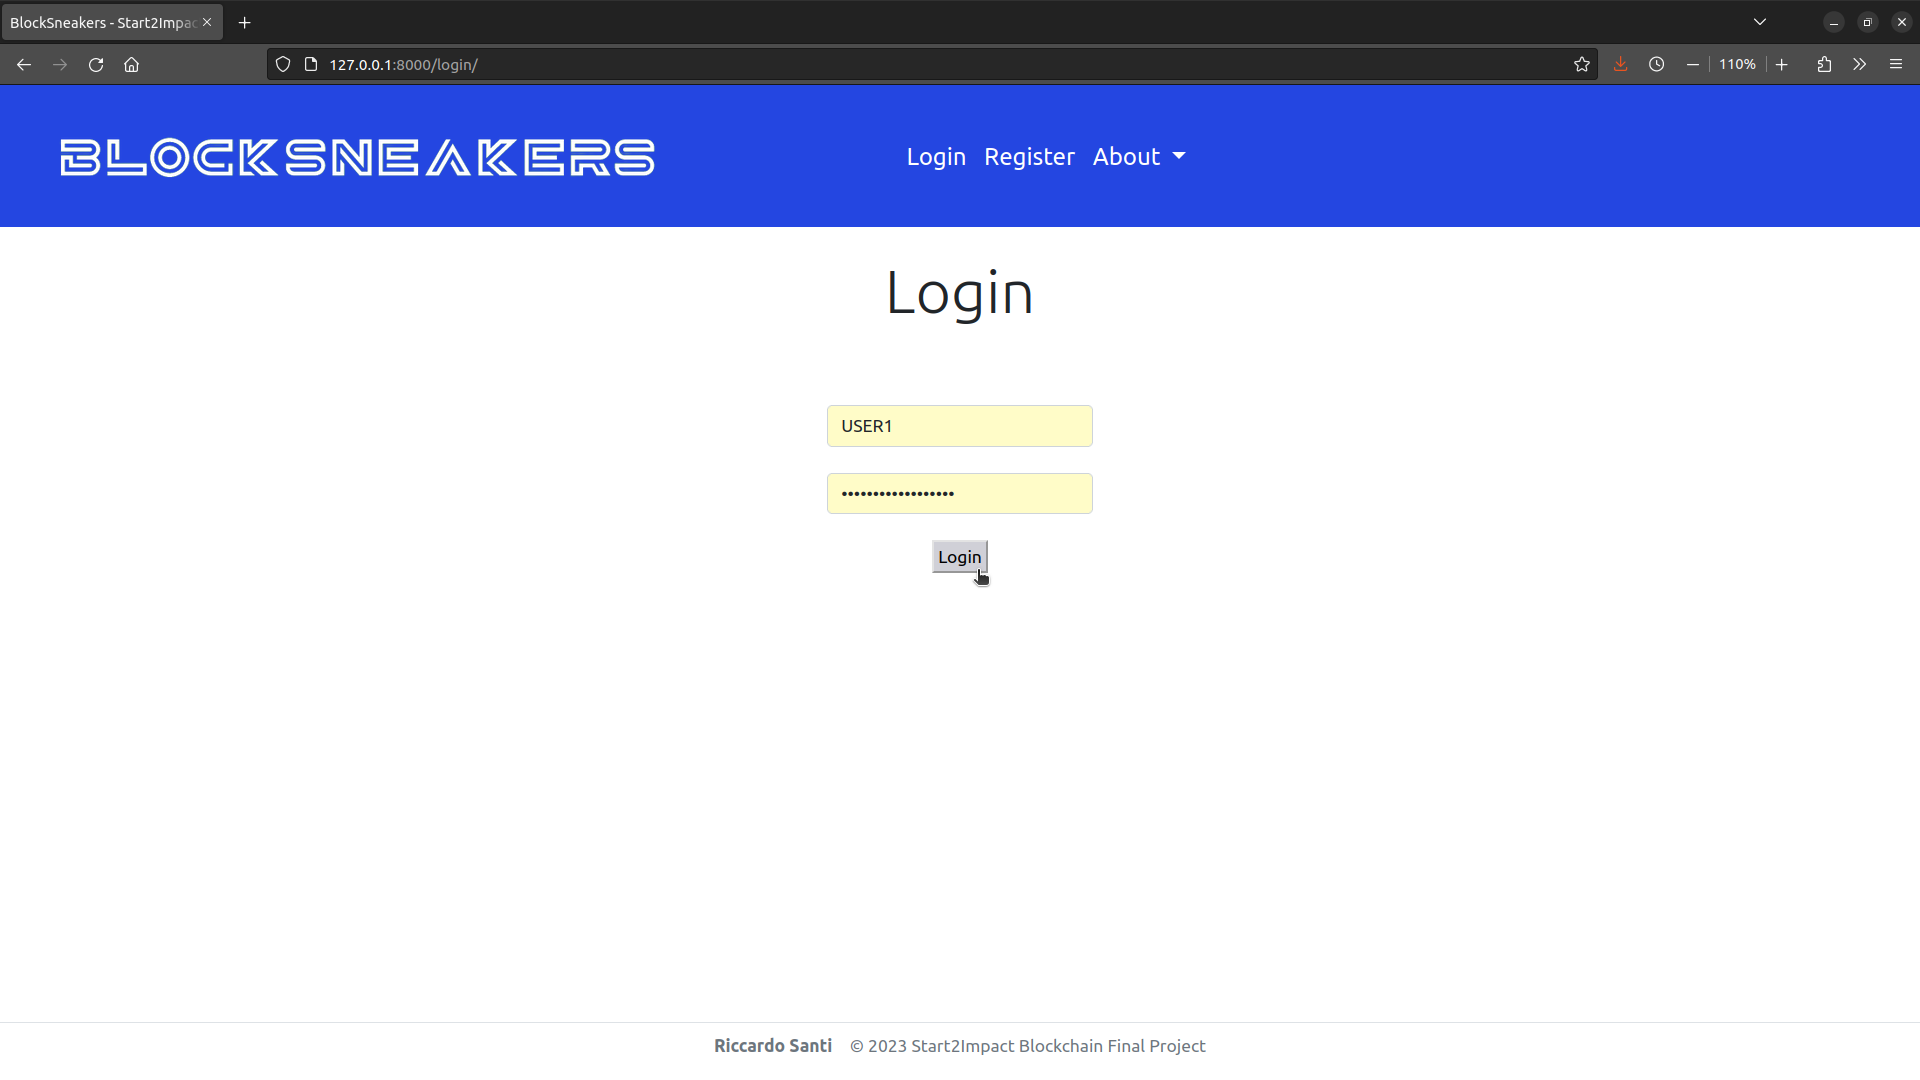 BlockSneakers - Start2Impac
127.0.0.1:8000/login/
110%
BLOCKSNEAKERS
Login Register About
Login
USER1
••••••••••••••••••
Login
Riccardo Santi © 2023 Start2Impact Blockchain Final Project